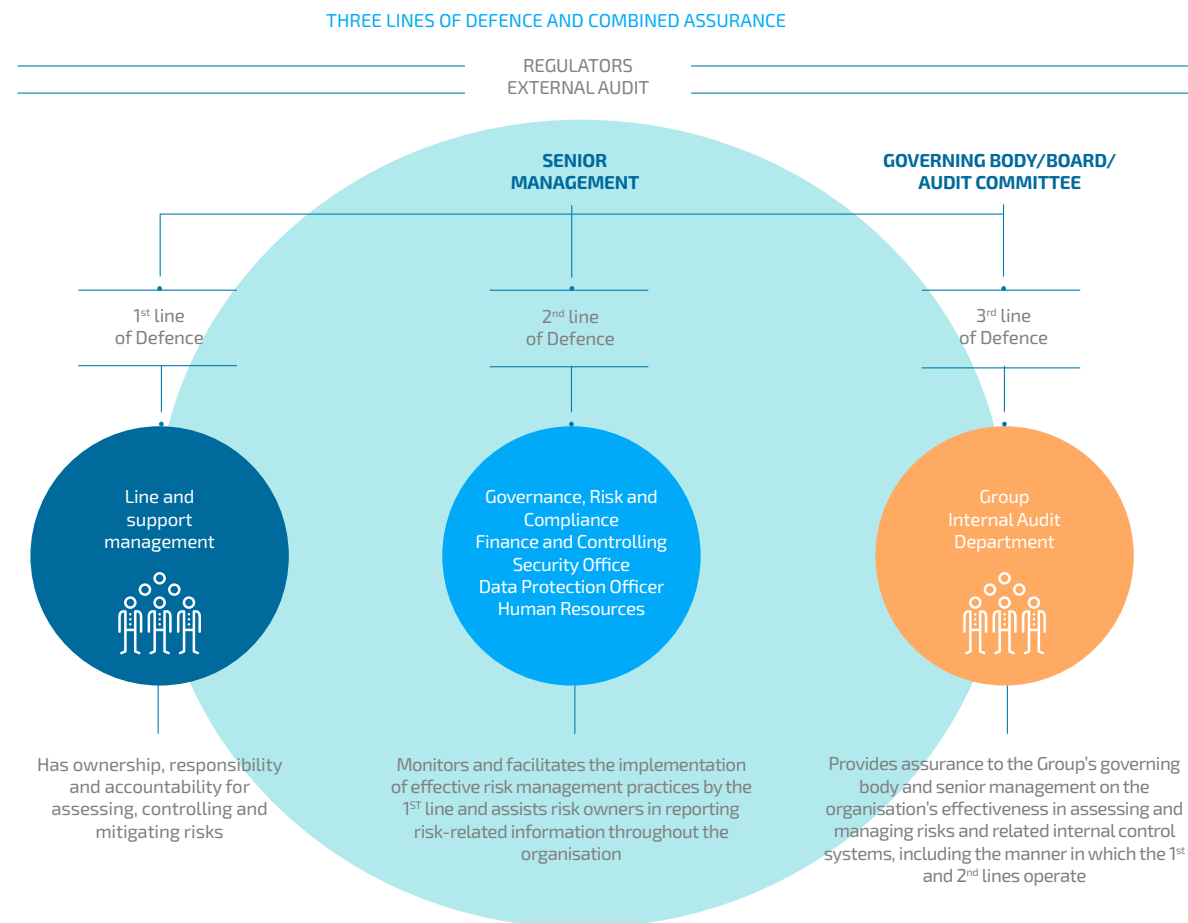 THREE LINES OF DEFENCE AND COMBINED ASSURANCE
REGULATORS
EXTERNAL AUDIT
SENIOR
MANAGEMENT
GOVERNING BODY/BOARD/
AUDIT COMMITTEE
1st line
of Defence
2nd line
of Defence
3rd line
of Defence
Line and
support
management
Governance, Risk and
Compliance
Finance and Controlling
Security Office
Data Protection Officer
Human Resources
Group
Internal Audit
Department
Has ownership, responsibility
and accountability for
assessing, controlling and
mitigating risks
Monitors and facilitates the implementation
of effective risk management practices by the
1ST line and assists risk owners in reporting
risk-related information throughout the
organisation
Provides assurance to the Group's governing
body and senior management on the
organisation's effectiveness in assessing and
managing risks and related internal control
systems, including the manner in which the 1st
and 2nd lines operate